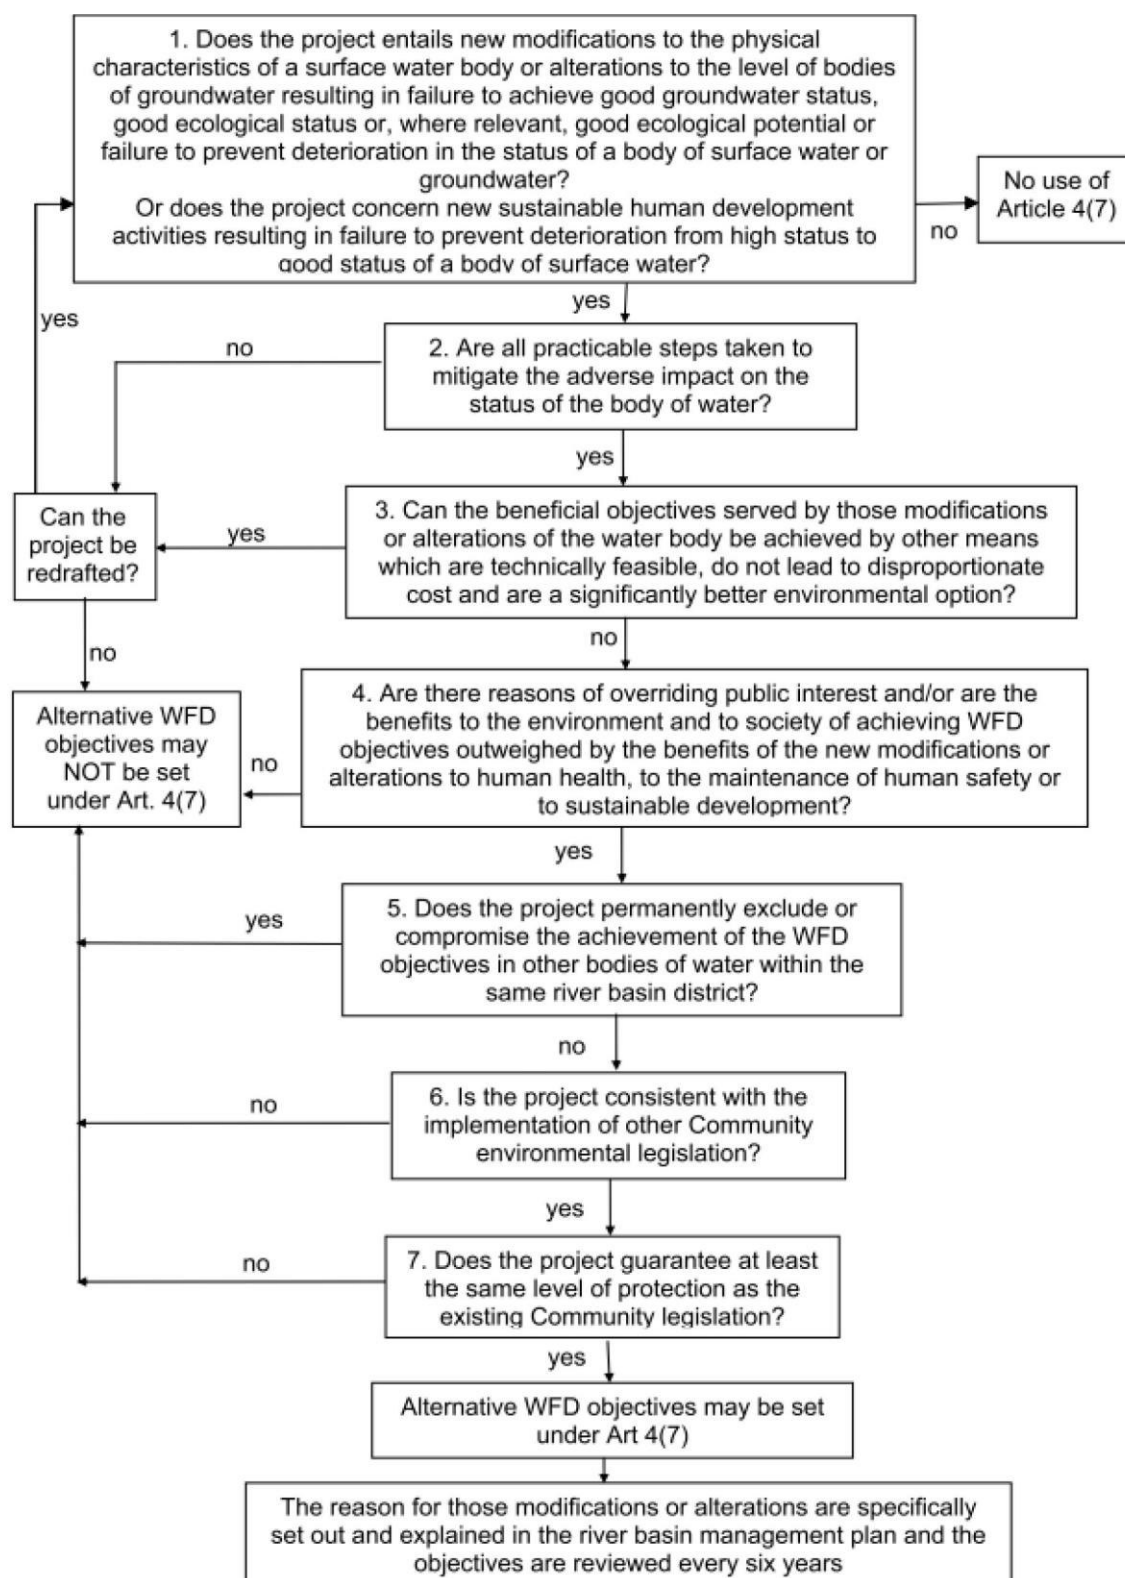 1. Does the project entails new modifications to the physical
characteristics of a surface water body or alterations to the level of bodies
of groundwater resulting in failure to achieve good groundwater status,
good ecological status or, where relevant, good ecological potential or
failure to prevent deterioration in the status of a body of surface water or
groundwater?
Or does the project concern new sustainable human development
activities resulting in failure to prevent deterioration from high status to
good status of a body of surface water?
no
No use of
Article 4(7)
yes
yes
2. Are all practicable steps taken to
mitigate the adverse impact on the
status of the body of water?
no
yes
Can the
project be
redrafted?
yes
3. Can the beneficial objectives served by those modifications
or alterations of the water body be achieved by other means
which are technically feasible, do not lead to disproportionate
cost and are a significantly better environmental option?
no
no
Alternative WFD
objectives may
NOT be set
under Art. 4(7)
no
4. Are there reasons of overriding public interest and/or are the
benefits to the environment and to society of achieving WFD
objectives outweighed by the benefits of the new modifications or
alterations to human health, to the maintenance of human safety or
to sustainable development?
yes
yes
5. Does the project permanently exclude or
compromise the achievement of the WFD
objectives in other bodies of water within the
same river basin district?
no
no
6. Is the project consistent with the
implementation of other Community
environmental legislation?
yes
no
7. Does the project guarantee at least
the same level of protection as the
existing Community legislation?
yes
Alternative WFD objectives may be set
under Art 4(7)
The reason for those modifications or alterations are specifically
set out and explained in the river basin management plan and the
objectives are reviewed every six years